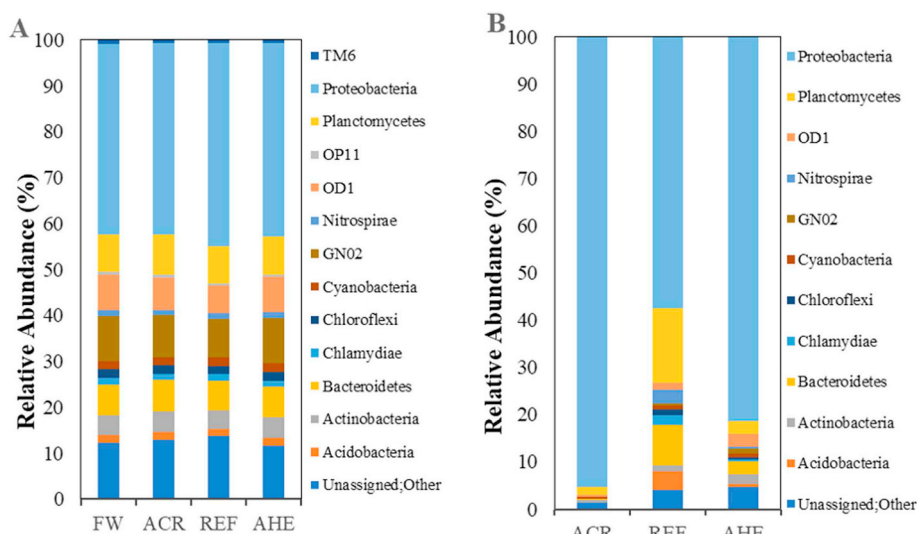 A
Relative Abundance (%)
100
90
80
70
60
50
40
30
20
10
0
FW ACR REF AHE
TM6
Proteobacteria
Planctomycetes
OP11
OD1
Nitrospirae
GN02
Cyanobacteria
Chloroflexi
Chlamydiae
Bacteroidetes
Actinobacteria
Acidobacteria
Unassigned;Other
B
Relative Abundance (%)
100
90
80
70
60
50
40
30
20
10
0
ACR REF AHE
Proteobacteria
Planctomycetes
OD1
Nitrospirae
GN02
Cyanobacteria
Chloroflexi
Chlamydiae
Bacteroidetes
Actinobacteria
Acidobacteria
Unassigned;Other